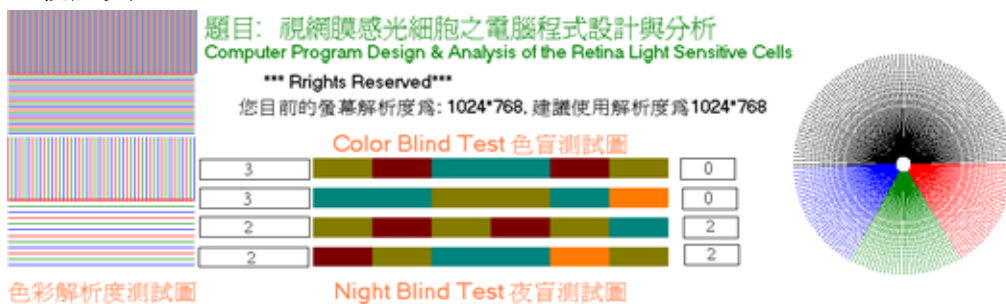 題目: 視網膜感光細胞之電腦程式設計與分析
Computer Program Design & Analysis of the Retina Light Sensitive Cells
*** Rrights Reserved***
您目前的螢幕解析度為: 1024*768, 建議使用解析度為1024*768
Color Blind Test 色盲測試圖
3 0
3 0
2 2
2 2
色彩解析度測試圖
Night Blind Test 夜盲測試圖